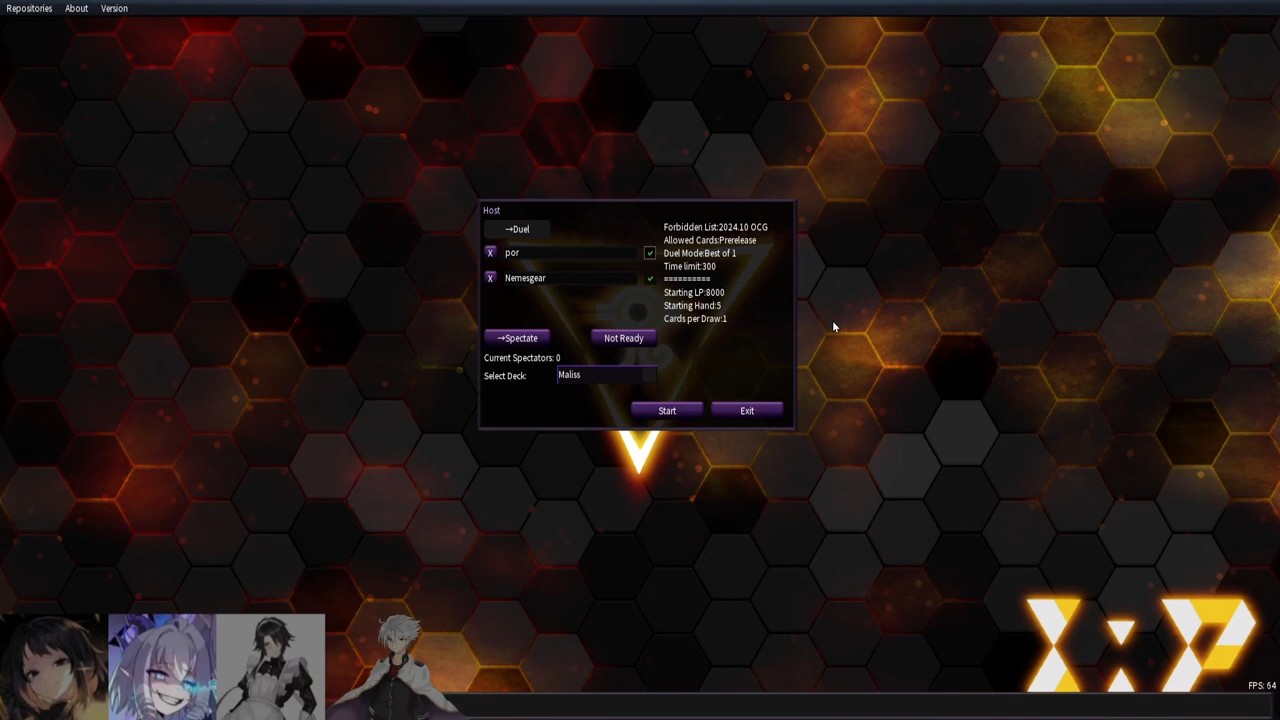 Repositories About Version
Host
→Duel
X por
X Nemesgear
→Spectate
Not Ready
Current Spectators: 0
Select Deck: Maliss
Forbidden List:2024.10 OCG
Allowed Cards:Prerelease
Duel Mode:Best of 1
Time limit:300
==========
Starting LP:8000
Starting Hand:5
Cards per Draw:1
Start
Exit
X:P
FPS: 64